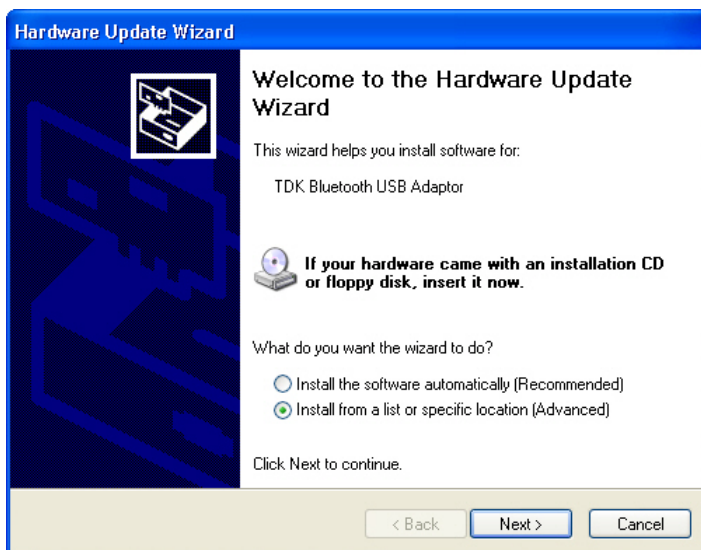 Hardware Update Wizard
Welcome to the Hardware Update
Wizard
This wizard helps you install software for:
TDK Bluetooth USB Adaptor
If your hardware came with an installation CD
or floppy disk, insert it now.
What do you want the wizard to do?
Install the software automatically (Recommended)
Install from a list or specific location (Advanced)
Click Next to continue.
< Back
Next >
Cancel